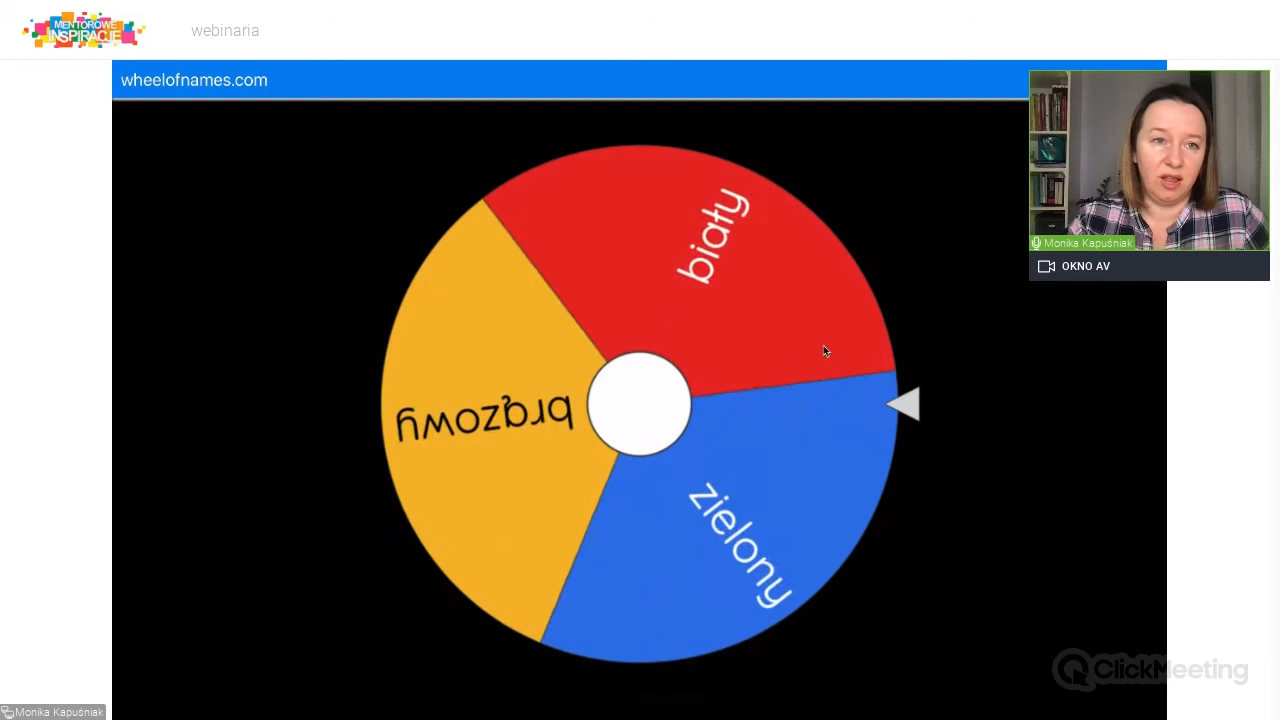 MENTOROWE
INSPIRACJE
webinaria
wheelofnames.com
biały
brązowy
zielony
Monika Kapuśniak
OKNO AV
ClickMeeting
Monika Kapuśniak